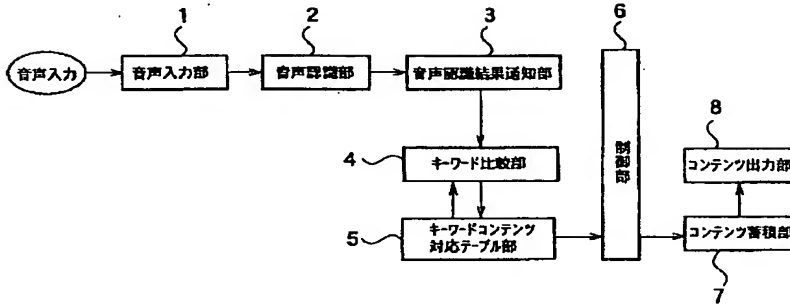 1
2
3
6
音声入力
音声入力部
音声認識部
音声認識結果通知部
8
4
キーワード比較部
制御部
コンテンツ出力部
5
キーワードコンテンツ
対応テーブル部
コンテンツ蓄積部
7